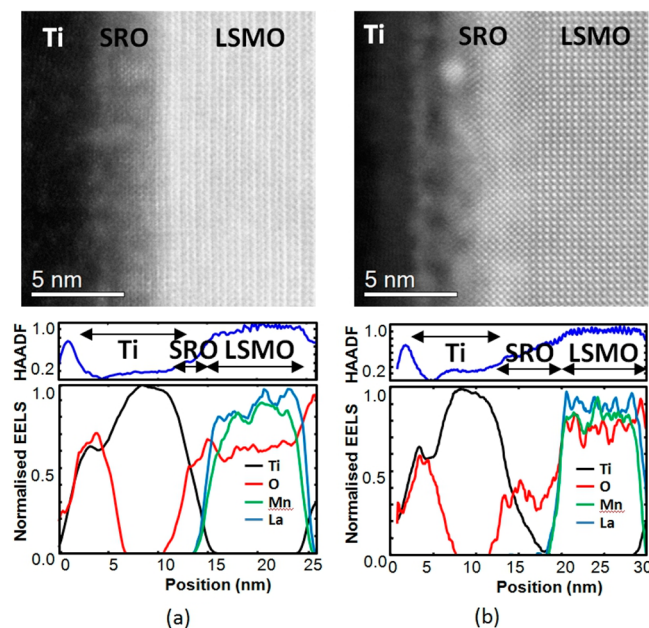 Ti SRO LSMO
5 nm
Ti SRO LSMO
5 nm
HAADF
1.0
0.2
Ti SRO LSMO
Normalised EELS
1.0
0.5
0.0
Ti
O
Mn
La
0 5 10 15 20 25
Position (nm)
(a)
HAADF
1.0
0.2
Ti SRO LSMO
Normalised EELS
1.0
0.5
0.0
Ti
O
Mn
La
0 5 10 15 20 25 30
Position (nm)
(b)